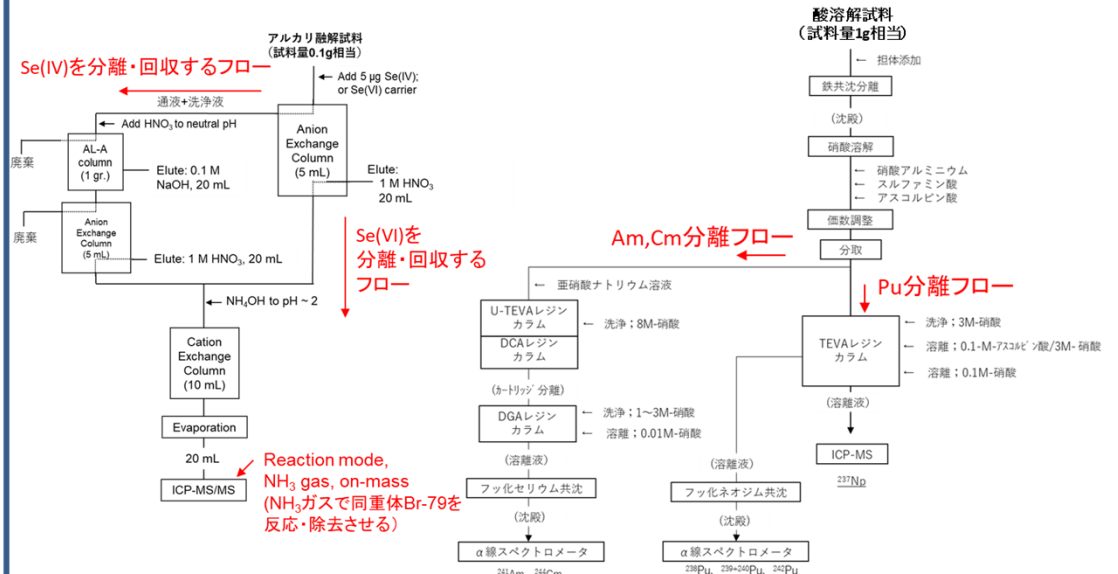 アルカリ融解試料
(試料量0.1g相当)
Se(IV)を分離・回収するフロー
Add 5 μg Se(IV);
or Se(VI) carrier
通液+洗浄液
Add HNO₃ to neutral pH
廃棄
AL-A
column
(1 gr.)
Elute: 0.1 M
NaOH, 20 mL
Anion
Exchange
Column
(5 mL)
Elute:
1 M HNO₃
20 mL
廃棄
Anion
Exchange
Column
(5 mL)
Elute: 1 M HNO₃, 20 mL
Se(VI)を
分離・回収する
フロー
NH₄OH to pH ~ 2
Cation
Exchange
Column
(10 mL)
Evaporation
20 mL
ICP-MS/MS
Reaction mode,
NH₃ gas, on-mass
(NH₃ガスで同重体Br-79を
反応・除去させる)
酸溶解試料
(試料量1g相当)
担体添加
鉄共沈分離
(沈殿)
硝酸溶解
硝酸アルミニウム
スルファミン酸
アスコルビン酸
価数調整
分取
Am,Cm分離フロー
Pu分離フロー
亜硝酸ナトリウム溶液
U-TEVAレジン
カラム
洗浄;8M-硝酸
DCAレジン
カラム
(カートリッジ分離)
DGAレジン
カラム
洗浄;1~3M-硝酸
溶離;0.01M-硝酸
(溶離液)
フッ化セリウム共沈
(沈殿)
α線スペクトロメータ
²⁴¹Am、²⁴⁴Cm
TEVAレジン
カラム
洗浄;3M-硝酸
溶離;0.1-M-アスコルビン酸/3M-硝酸
溶離;0.1M-硝酸
(溶離液)
ICP-MS
²³⁷Np
(溶離液)
フッ化ネオジム共沈
(沈殿)
α線スペクトロメータ
²³⁸Pu、²³⁹⁺²⁴⁰Pu、²⁴²Pu